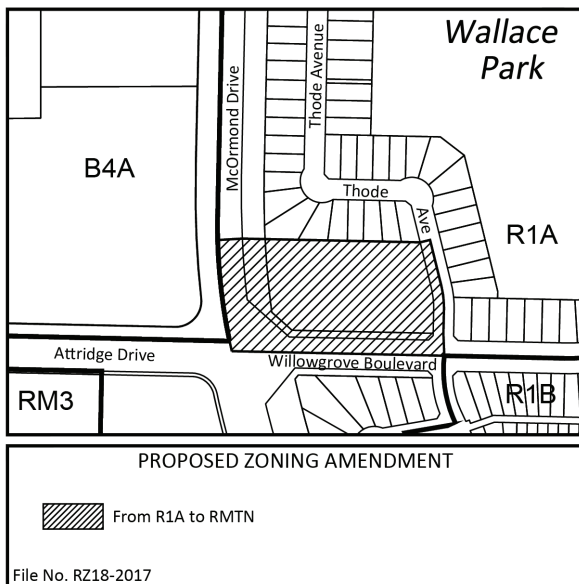 Wallace
Park
McOrmond Drive
Thode Avenue
B4A
Thode
Ave
R1A
Attridge Drive
Willowgrove Boulevard
RM3
R1B
PROPOSED ZONING AMENDMENT
From R1A to RMTN
File No. RZ18-2017